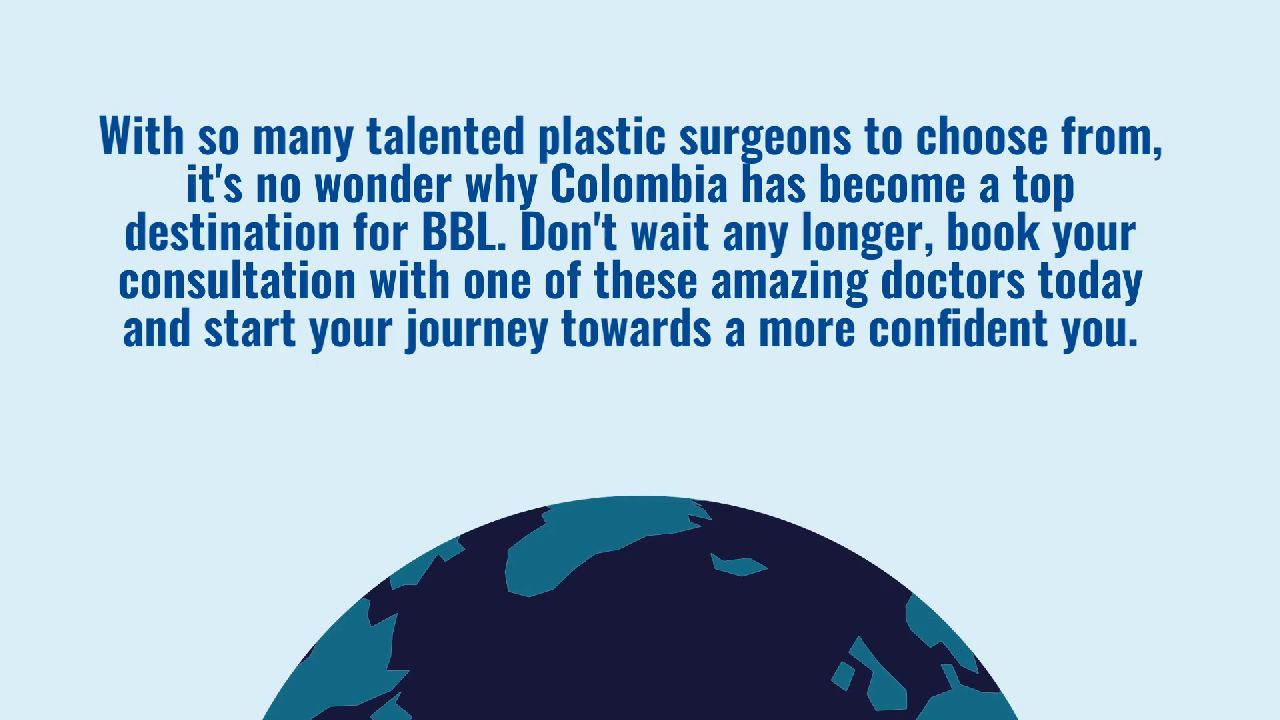 With so many talented plastic surgeons to choose from,
it's no wonder why Colombia has become a top
destination for BBL. Don't wait any longer, book your
consultation with one of these amazing doctors today
and start your journey towards a more confident you.